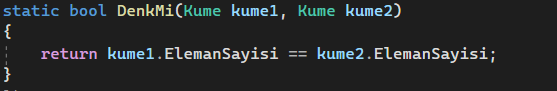 static bool DenkMi(Kume kume1, Kume kume2)
{
    return kume1.ElemanSayisi == kume2.ElemanSayisi;
}